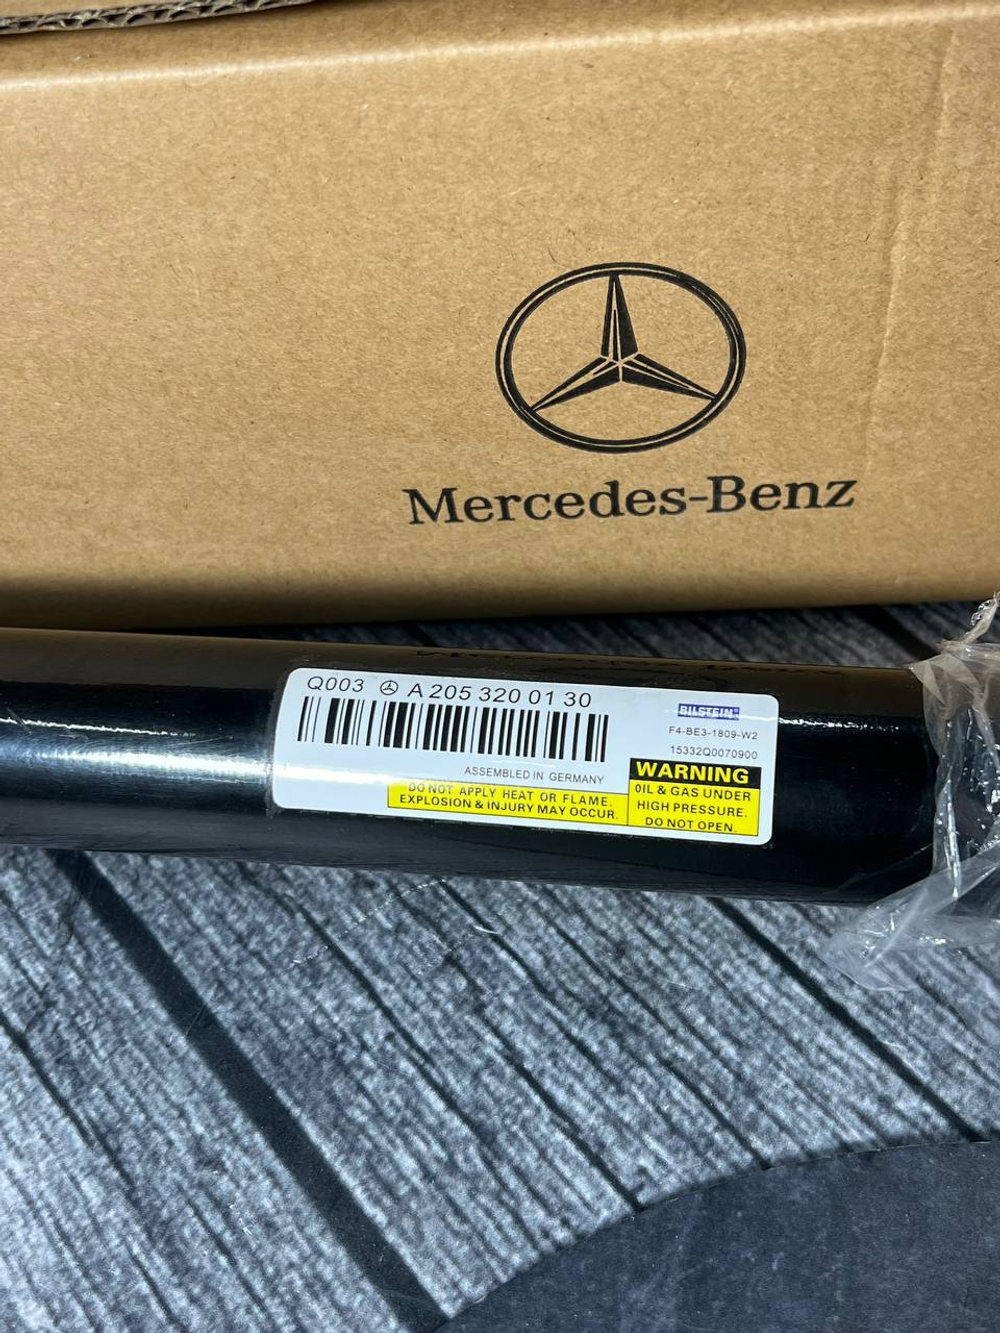 Mercedes-Benz
Q003 A 205 320 01 30
BILSTEIN
F4-BE3-1809-W2
15332Q0070900
ASSEMBLED IN GERMANY
DO NOT APPLY HEAT OR FLAME.
EXPLOSION & INJURY MAY OCCUR.
WARNING
OIL & GAS UNDER
HIGH PRESSURE.
DO NOT OPEN.